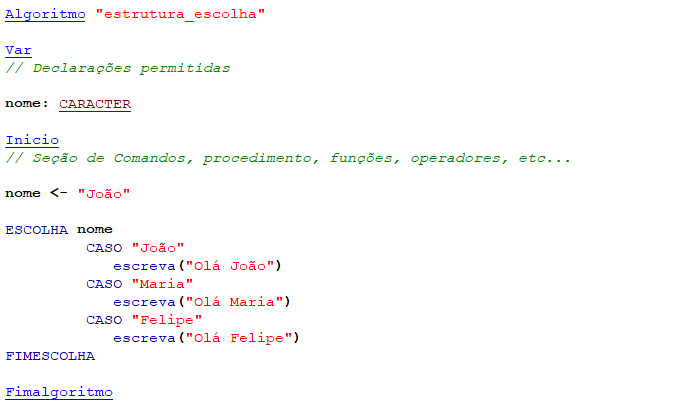 Algoritmo "estrutura_escolha"
Var
// Declarações permitidas
nome: CARACTER
Inicio
// Seção de Comandos, procedimento, funções, operadores, etc...
nome <- "João"
ESCOLHA nome
CASO "João"
escreva("Olá João")
CASO "Maria"
escreva("Olá Maria")
CASO "Felipe"
escreva("Olá Felipe")
FIMESCOLHA
Fimalgoritmo